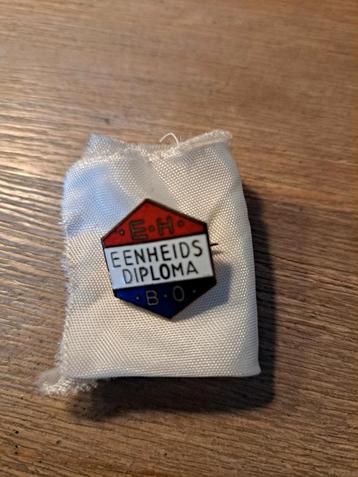 · E · H ·
EENHEIDS
DIPLOMA
· B · O ·